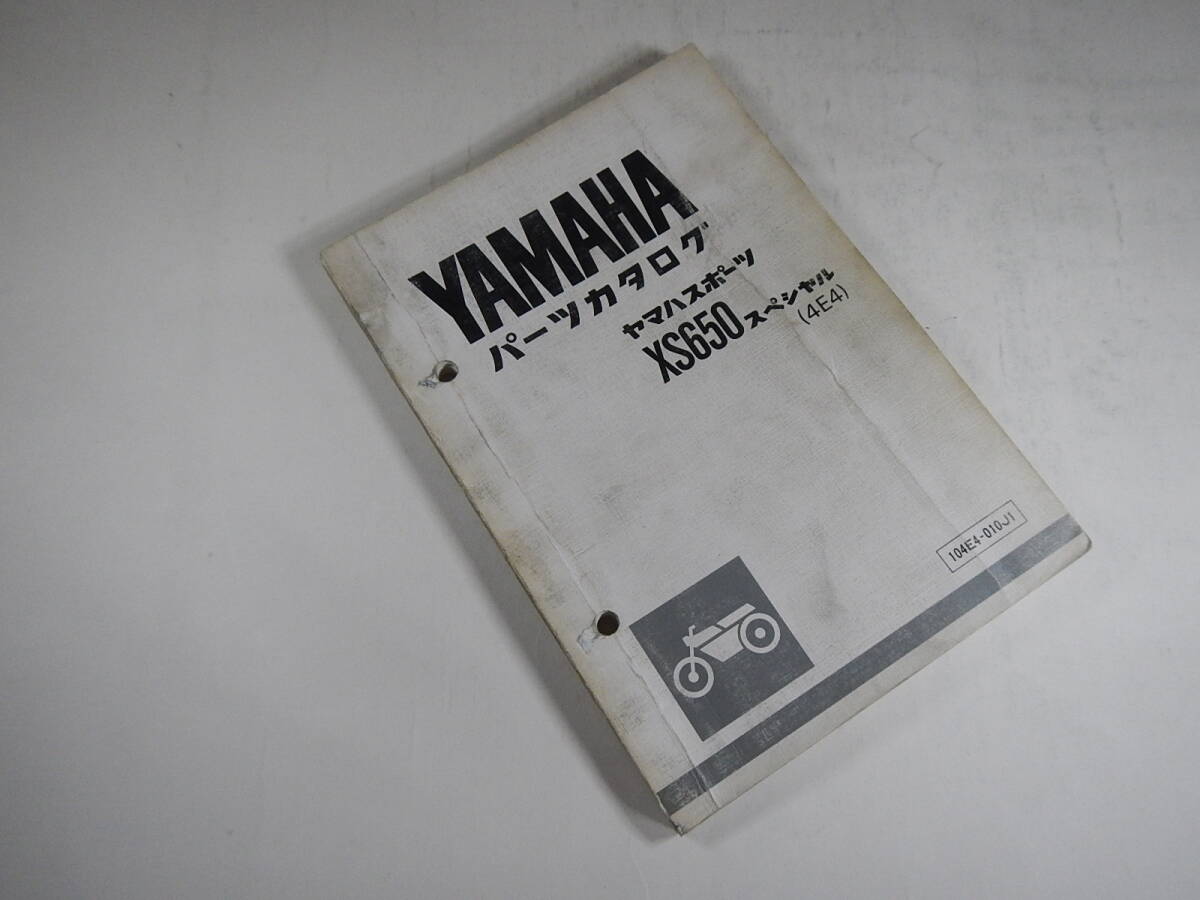 YAMAHA
パーツカタログ
ヤマハスポーツ
XS650スペシャル
(4E4)
104E4-010J1